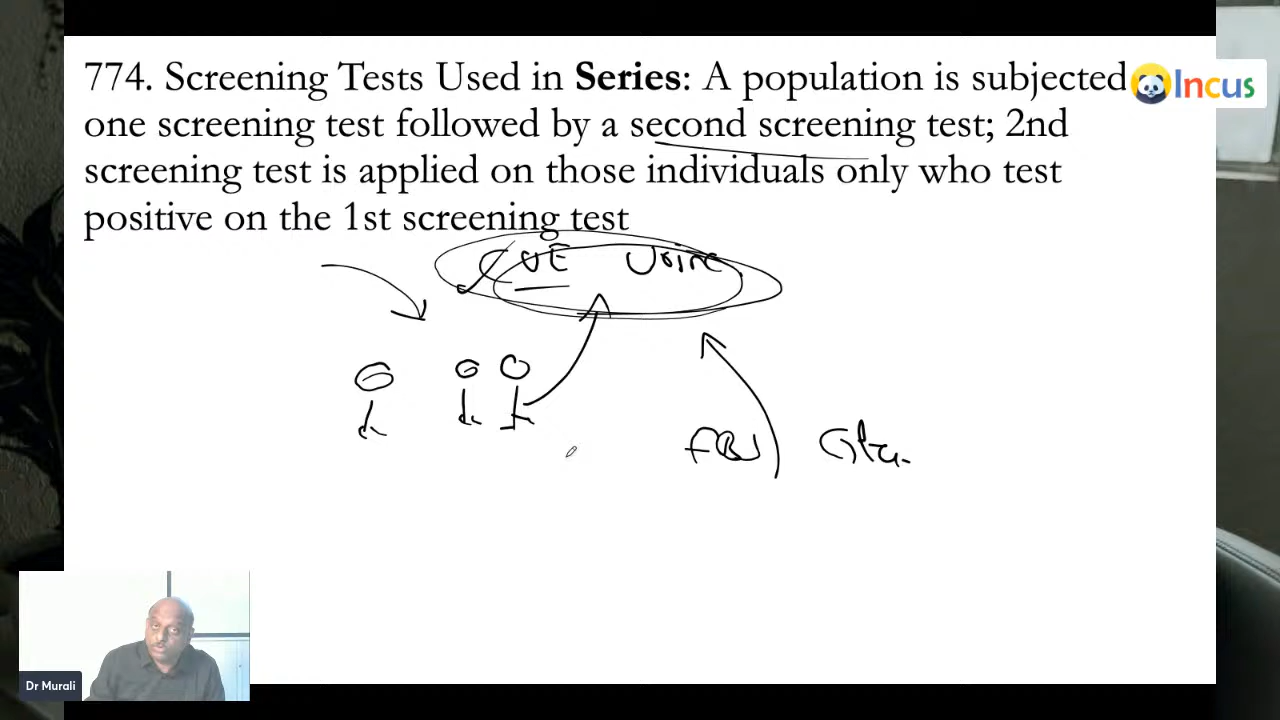 774. Screening Tests Used in Series: A population is subjected
one screening test followed by a second screening test; 2nd
screening test is applied on those individuals only who test
positive on the 1st screening test
Incus
CUE Urine
Dr Murali